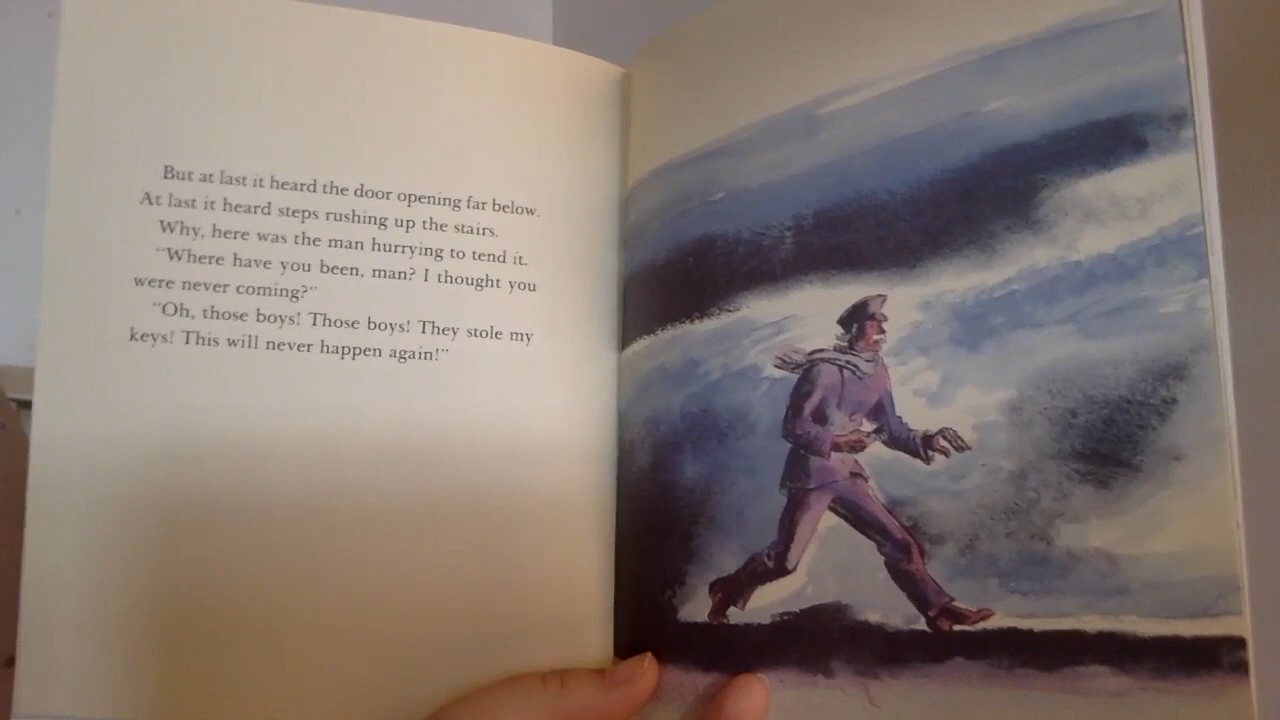 But at last it heard the door opening far below.
At last it heard steps rushing up the stairs.
Why, here was the man hurrying to tend it.
"Where have you been, man? I thought you
were never coming?"
"Oh, those boys! Those boys! They stole my
keys! This will never happen again!"